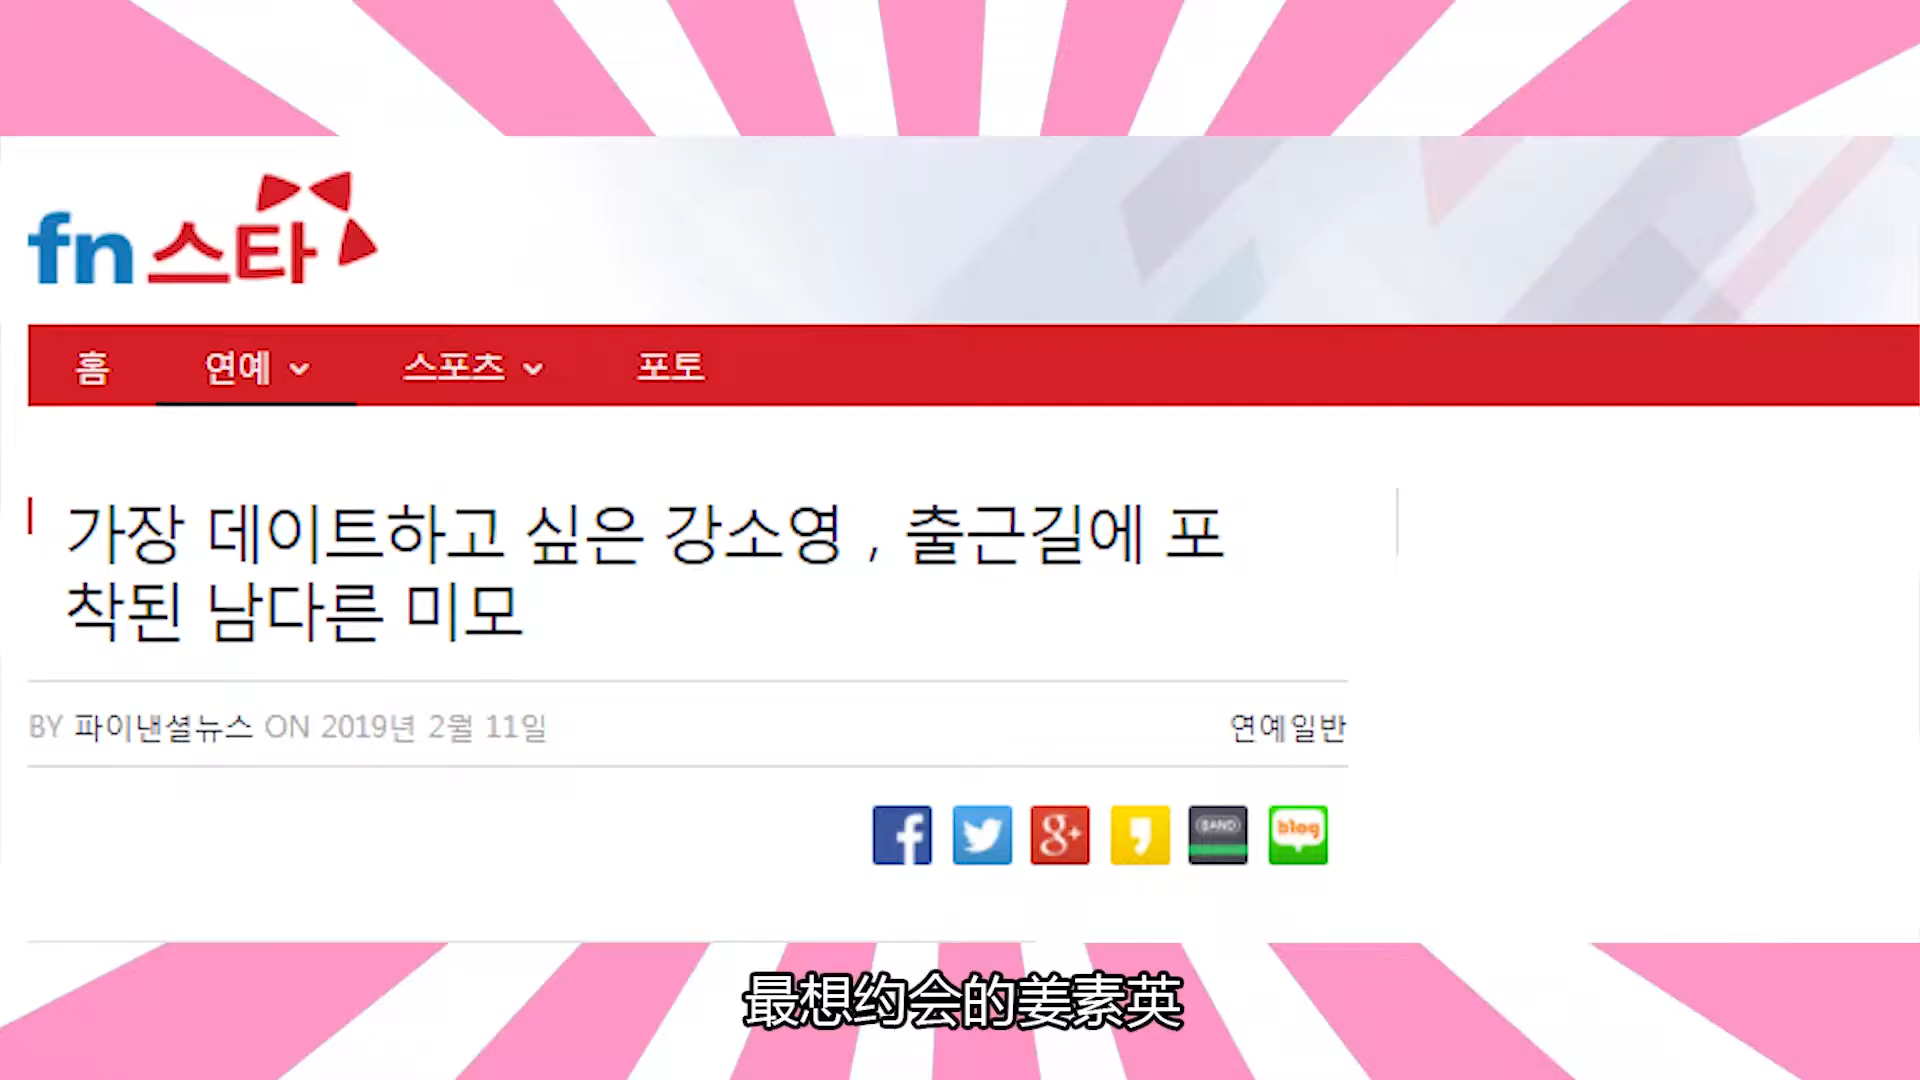 fn 스타
홈 연예 스포츠 포토
가장 데이트하고 싶은 강소영 , 출근길에 포
착된 남다른 미모
BY 파이낸셜뉴스 ON 2019년 2월 11일 연예일반
f g+ BAND blog
最想约会的姜素英